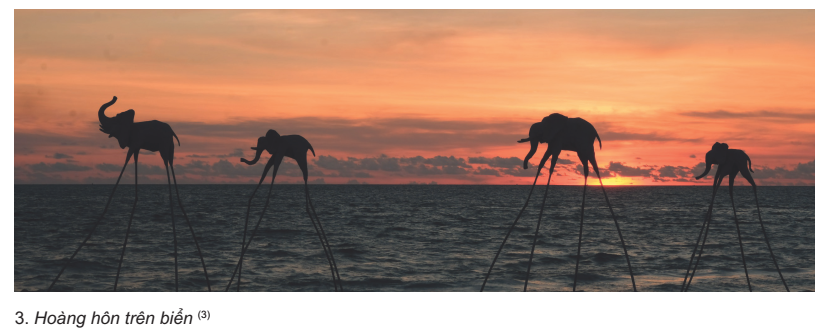 3. Hoàng hôn trên biển (3)